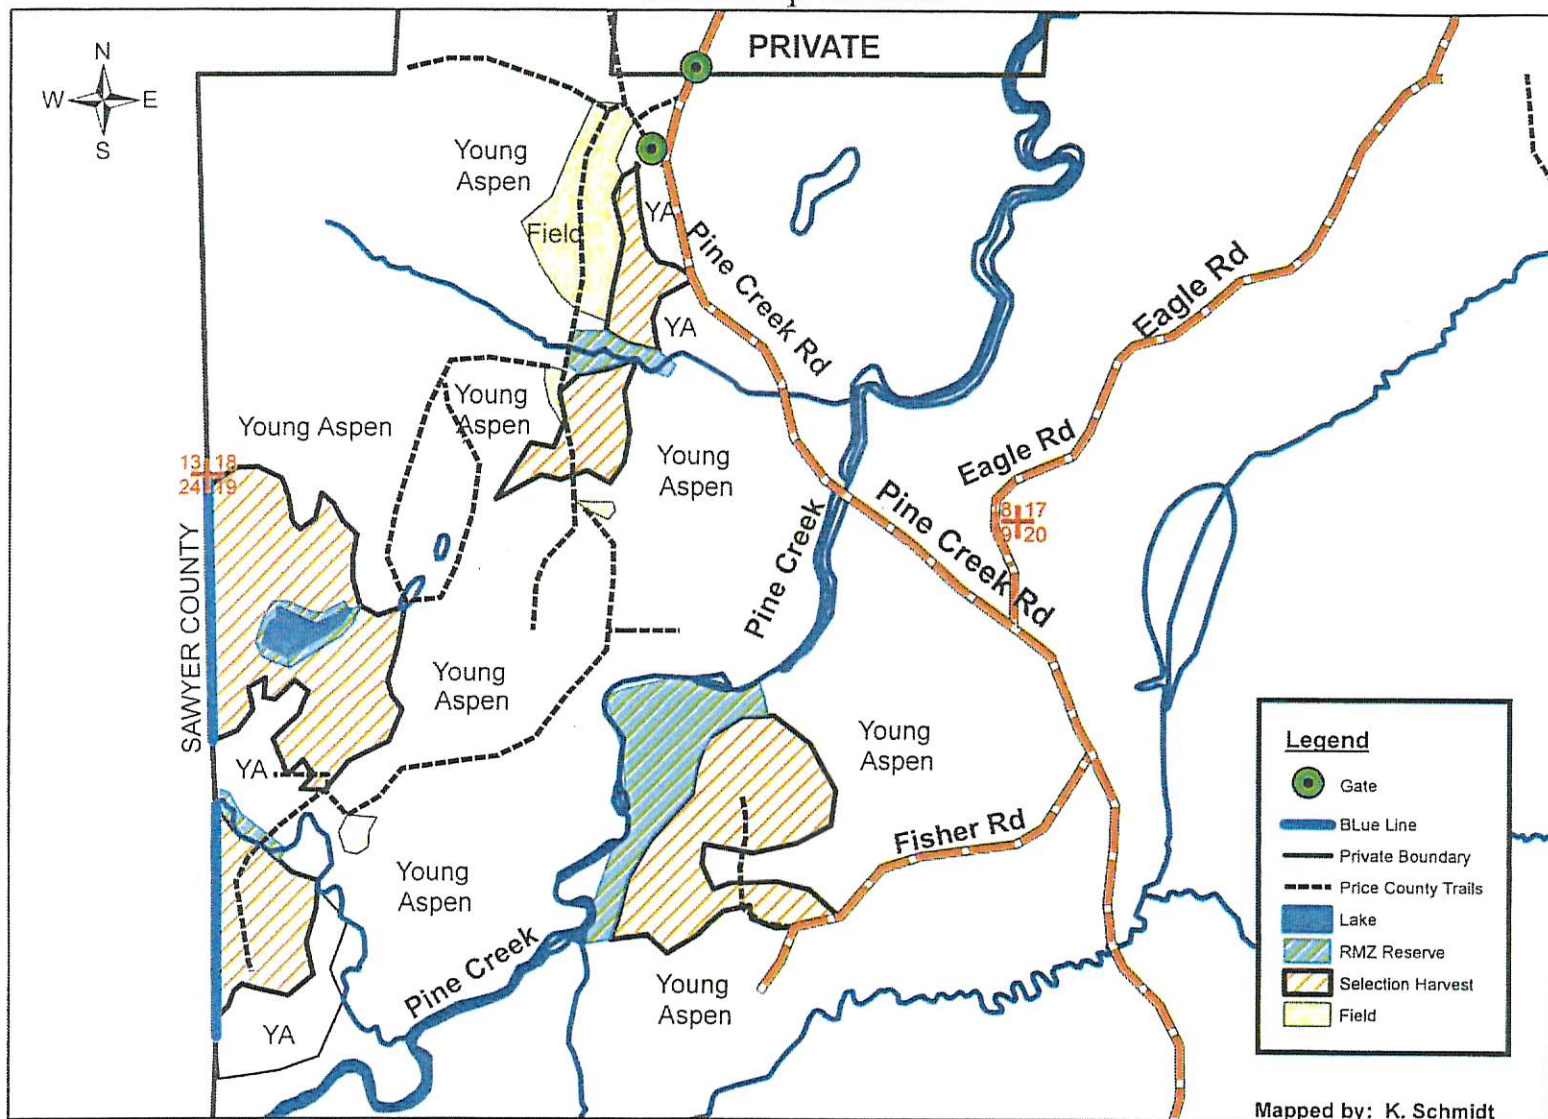 PRIVATE
N
W E
S
Young
Aspen
YA
Field
Pine Creek Rd
Eagle Rd
YA
Young
Aspen
Young Aspen
Young
Aspen
Eagle Rd
13 18
24 19
Pine Creek
Pine Creek Rd
8 17
9 20
SAWYER COUNTY
Young
Aspen
Young
Aspen
YA
Fisher Rd
Young
Aspen
Pine Creek
Young
Aspen
YA
Legend
Gate
BLue Line
Private Boundary
Price County Trails
Lake
RMZ Reserve
Selection Harvest
Field
Mapped by: K. Schmidt